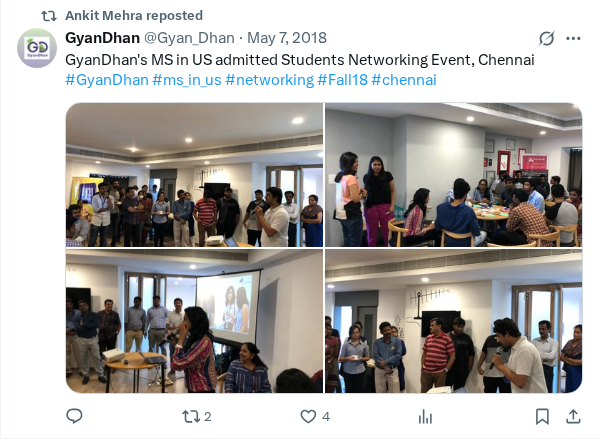 Ankit Mehra reposted
GyanDhan @Gyan_Dhan · May 7, 2018
GyanDhan's MS in US admitted Students Networking Event, Chennai
#GyanDhan #ms_in_us #networking #Fall18 #chennai
2
4